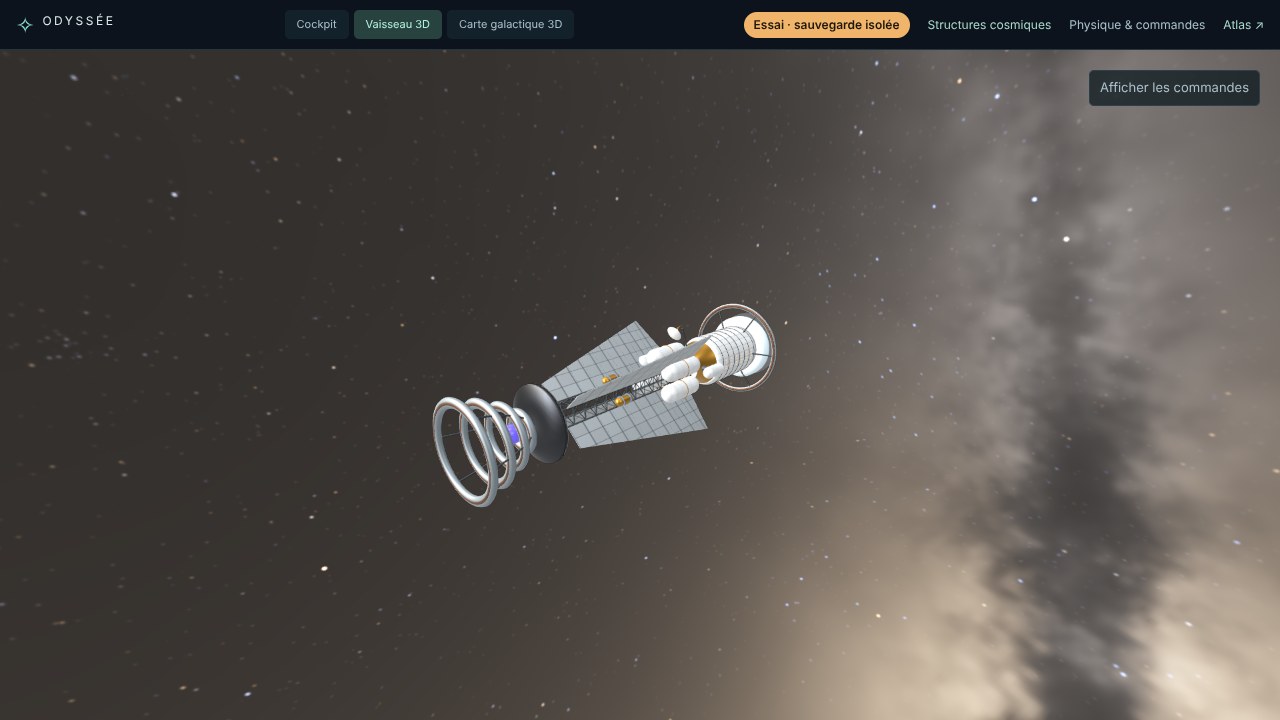 ODYSSÉE
Cockpit
Vaisseau 3D
Carte galactique 3D
Essai · sauvegarde isolée
Structures cosmiques
Physique & commandes
Atlas ↗
Afficher les commandes